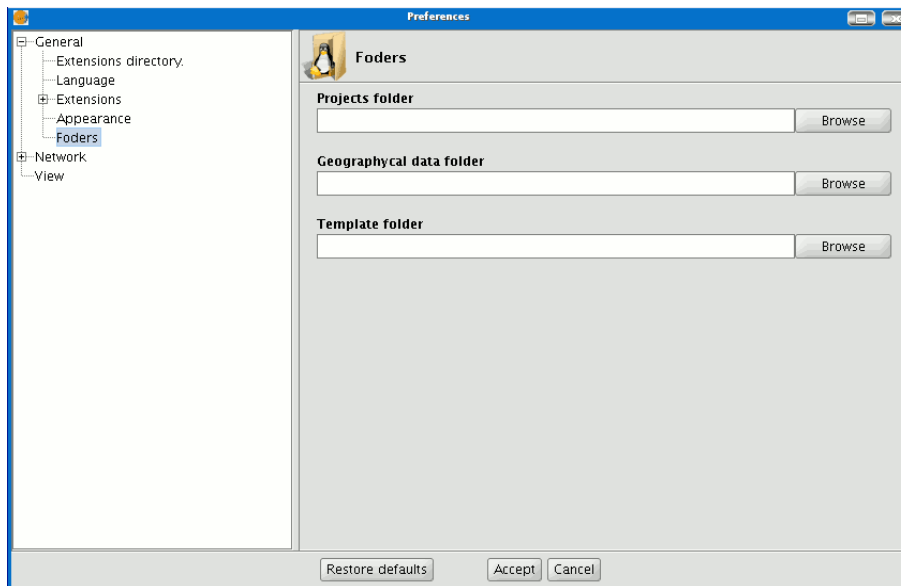 Preferences
General
Extensions directory.
Language
Extensions
Appearance
Foders
Network
View
Foders
Projects folder
Browse
Geographycal data folder
Browse
Template folder
Browse
Restore defaults Accept Cancel